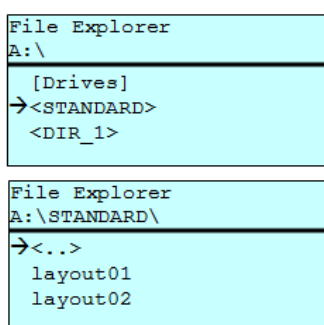 File Explorer
A:\
[Drives]
→<STANDARD>
<DIR_1>
File Explorer
A:\STANDARD\
→<..>
layout01
layout02